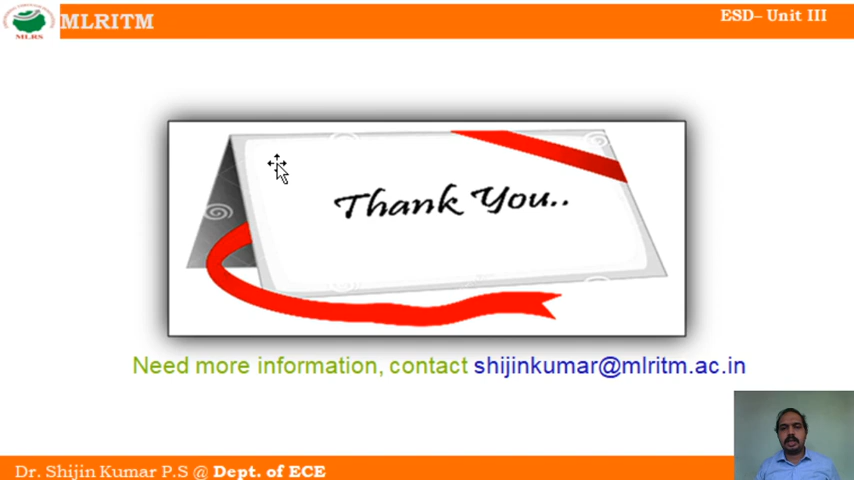 MLRITM
ESD– Unit III
MLRS
Thank You..
Need more information, contact shijinkumar@mlritm.ac.in
Dr. Shijin Kumar P.S @ Dept. of ECE